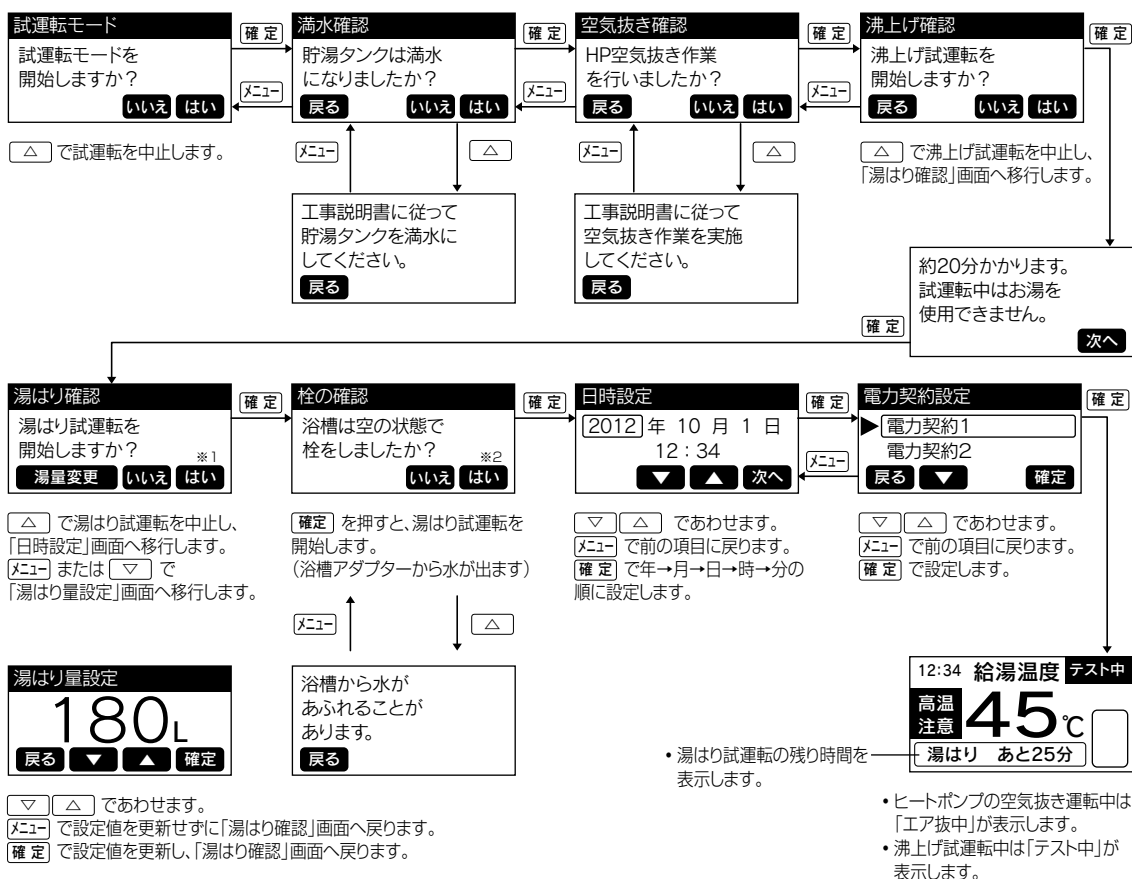 試運転モード
試運転モードを
開始しますか？
いいえ はい
確定
メニュー
満水確認
貯湯タンクは満水
になりましたか？
戻る いいえ はい
確定
メニュー
空気抜き確認
HP空気抜き作業
を行いましたか？
戻る いいえ はい
確定
メニュー
沸上げ確認
沸上げ試運転を
開始しますか？
戻る いいえ はい
確定
△ で試運転を中止します。
メニュー △
メニュー △
△ で沸上げ試運転を中止し、
「湯はり確認」画面へ移行します。
工事説明書に従って
貯湯タンクを満水に
してください。
戻る
工事説明書に従って
空気抜き作業を実施
してください。
戻る
約20分かかります。
試運転中はお湯を
使用できません。
次へ
確定
湯はり確認
湯はり試運転を
開始しますか？ ※1
湯量変更 いいえ はい
確定
栓の確認
浴槽は空の状態で
栓をしましたか？ ※2
いいえ はい
確定
日時設定
2012 年 10 月 1 日
12：34
▼ ▲ 次へ
確定
メニュー
電力契約設定
▶ 電力契約1
電力契約2
戻る ▼ 確定
確定
△ で湯はり試運転を中止し、
「日時設定」画面へ移行します。
メニュー または ▽ で
「湯はり量設定」画面へ移行します。
確定 を押すと、湯はり試運転を
開始します。
（浴槽アダプターから水が出ます）
▽ △ であわせます。
メニュー で前の項目に戻ります。
確定 で年→月→日→時→分の
順に設定します。
▽ △ であわせます。
メニュー で前の項目に戻ります。
確定 で設定します。
メニュー △
湯はり量設定
180L
戻る ▼ ▲ 確定
浴槽から水が
あふれることが
あります。
戻る
12:34 給湯温度 テスト中
高温
注意
45℃
湯はり あと25分
• 湯はり試運転の残り時間を
表示します。
▽ △ であわせます。
メニュー で設定値を更新せずに「湯はり確認」画面へ戻ります。
確定 で設定値を更新し、「湯はり確認」画面へ戻ります。
• ヒートポンプの空気抜き運転中は
「エア抜中」が表示します。
• 沸上げ試運転中は「テスト中」が
表示します。